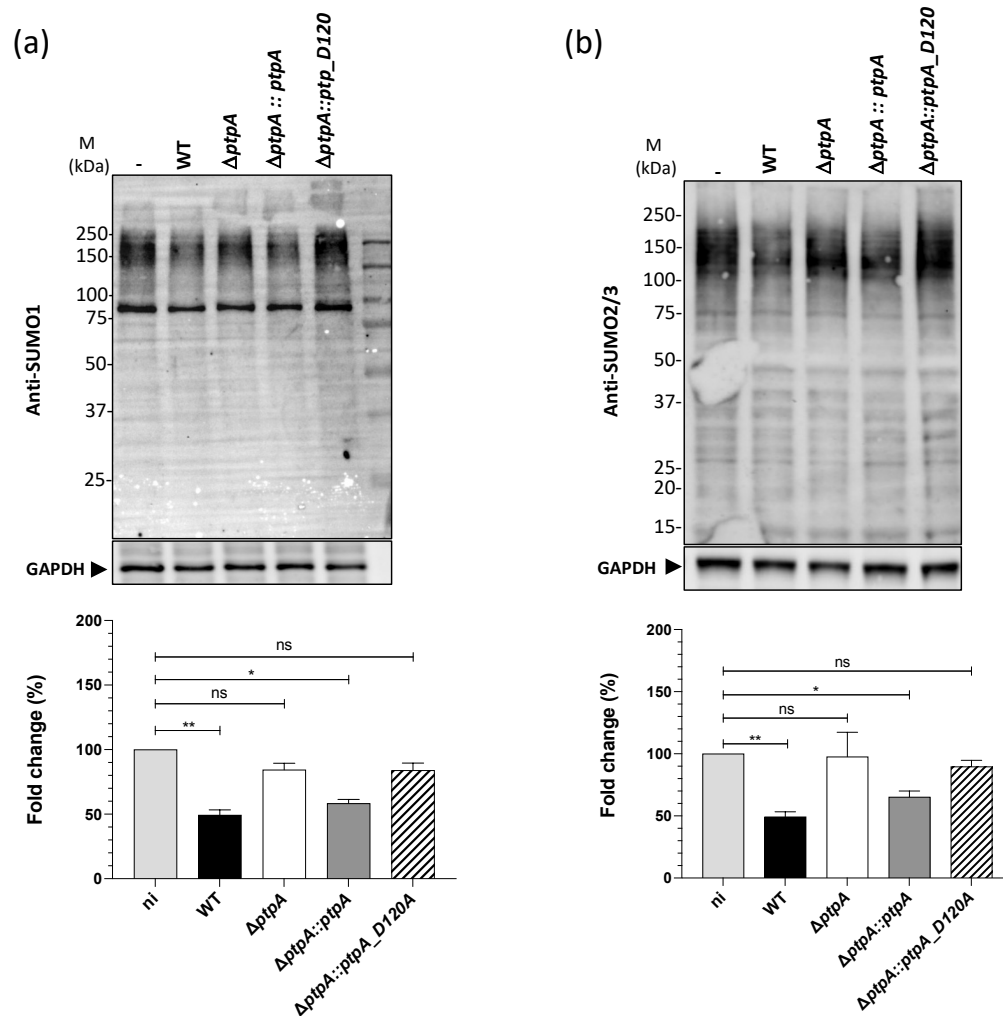 (a)
M
(kDa)
-
WT
ΔptpA
ΔptpA :: ptpA
ΔptpA::ptp_D120
250-
150-
100-
75-
50-
37-
25-
Anti-SUMO1
GAPDH
200
150
100
50
0
Fold change (%)
ns
*
ns
**
ni
WT
ΔptpA
ΔptpA::ptpA
ΔptpA::ptpA_D120A
(b)
M
(kDa)
-
WT
ΔptpA
ΔptpA :: ptpA
ΔptpA::ptpA_D120
250-
150-
100-
75-
50-
37-
25-
20-
15-
Anti-SUMO2/3
GAPDH
200
150
100
50
0
Fold change (%)
ns
*
ns
**
ni
WT
ΔptpA
ΔptpA::ptpA
ΔptpA::ptpA_D120A